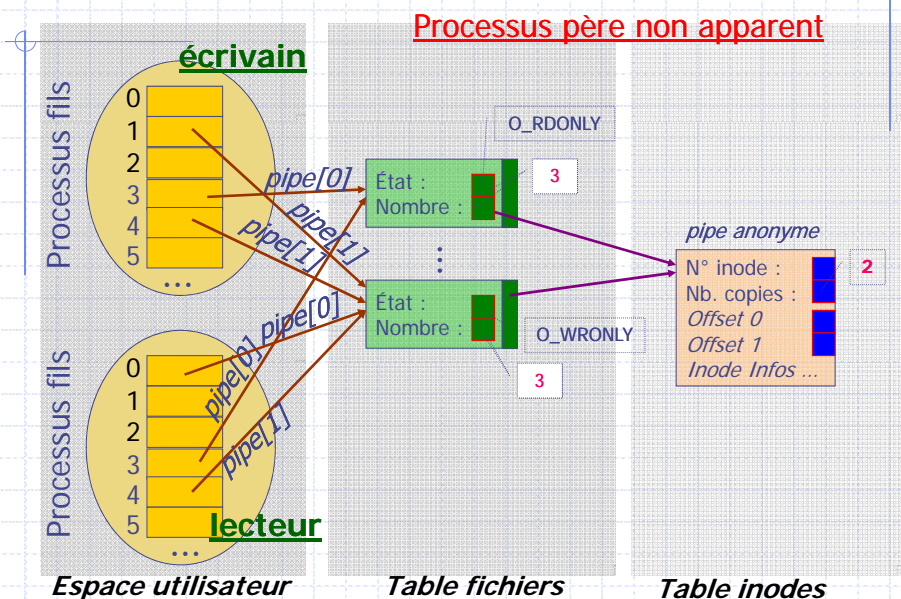 Processus père non apparent
écrivain
Processus fils
0
1
2
3
4
5
...
pipe[0]
pipe[1]
pipe[1]
O_RDONLY
État :
Nombre :
3
⋮
État :
Nombre :
O_WRONLY
3
pipe anonyme
N° inode :
Nb. copies :
2
Offset 0
Offset 1
Inode Infos ...
Processus fils
0
1
2
3
4
5
...
pipe[0]
pipe[0]
pipe[1]
lecteur
Espace utilisateur
Table fichiers
Table inodes